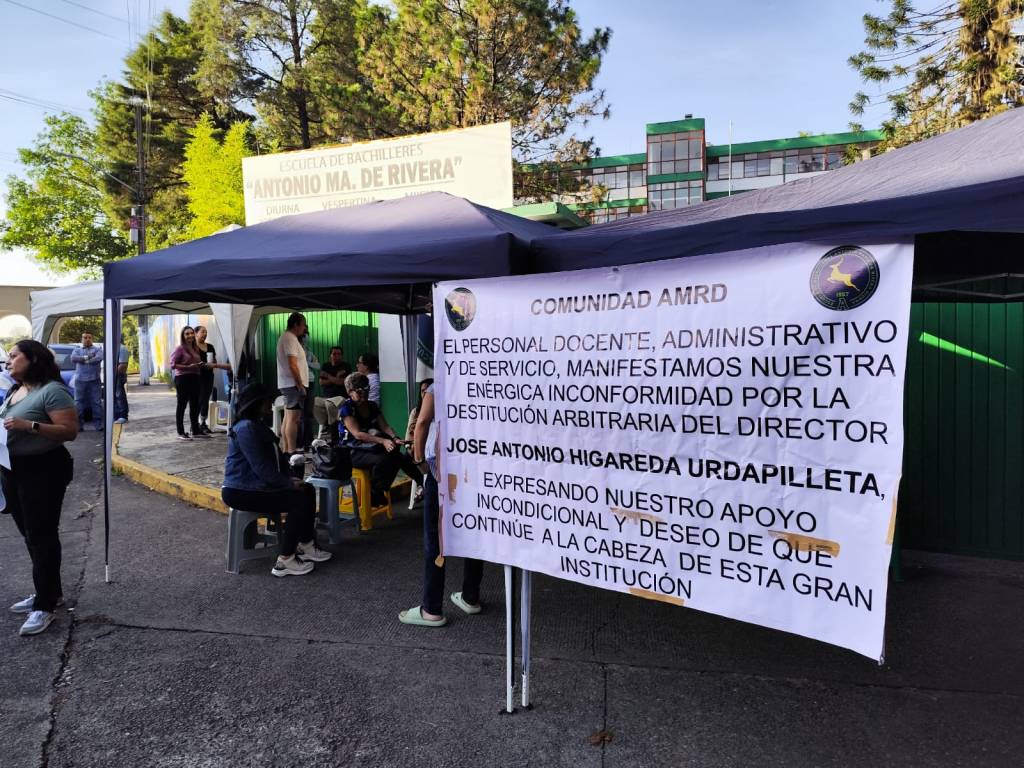 ESCUELA DE BACHILLERES
"ANTONIO MA. DE RIVERA"
DIURNA VESPERTINA
COMUNIDAD AMRD
EL PERSONAL DOCENTE, ADMINISTRATIVO
Y DE SERVICIO, MANIFESTAMOS NUESTRA
ENÉRGICA INCONFORMIDAD POR LA
DESTITUCIÓN ARBITRARIA DEL DIRECTOR
JOSE ANTONIO HIGAREDA URDAPILLETA,
EXPRESANDO NUESTRO APOYO
INCONDICIONAL Y DESEO DE QUE
CONTINÚE A LA CABEZA DE ESTA GRAN
INSTITUCIÓN